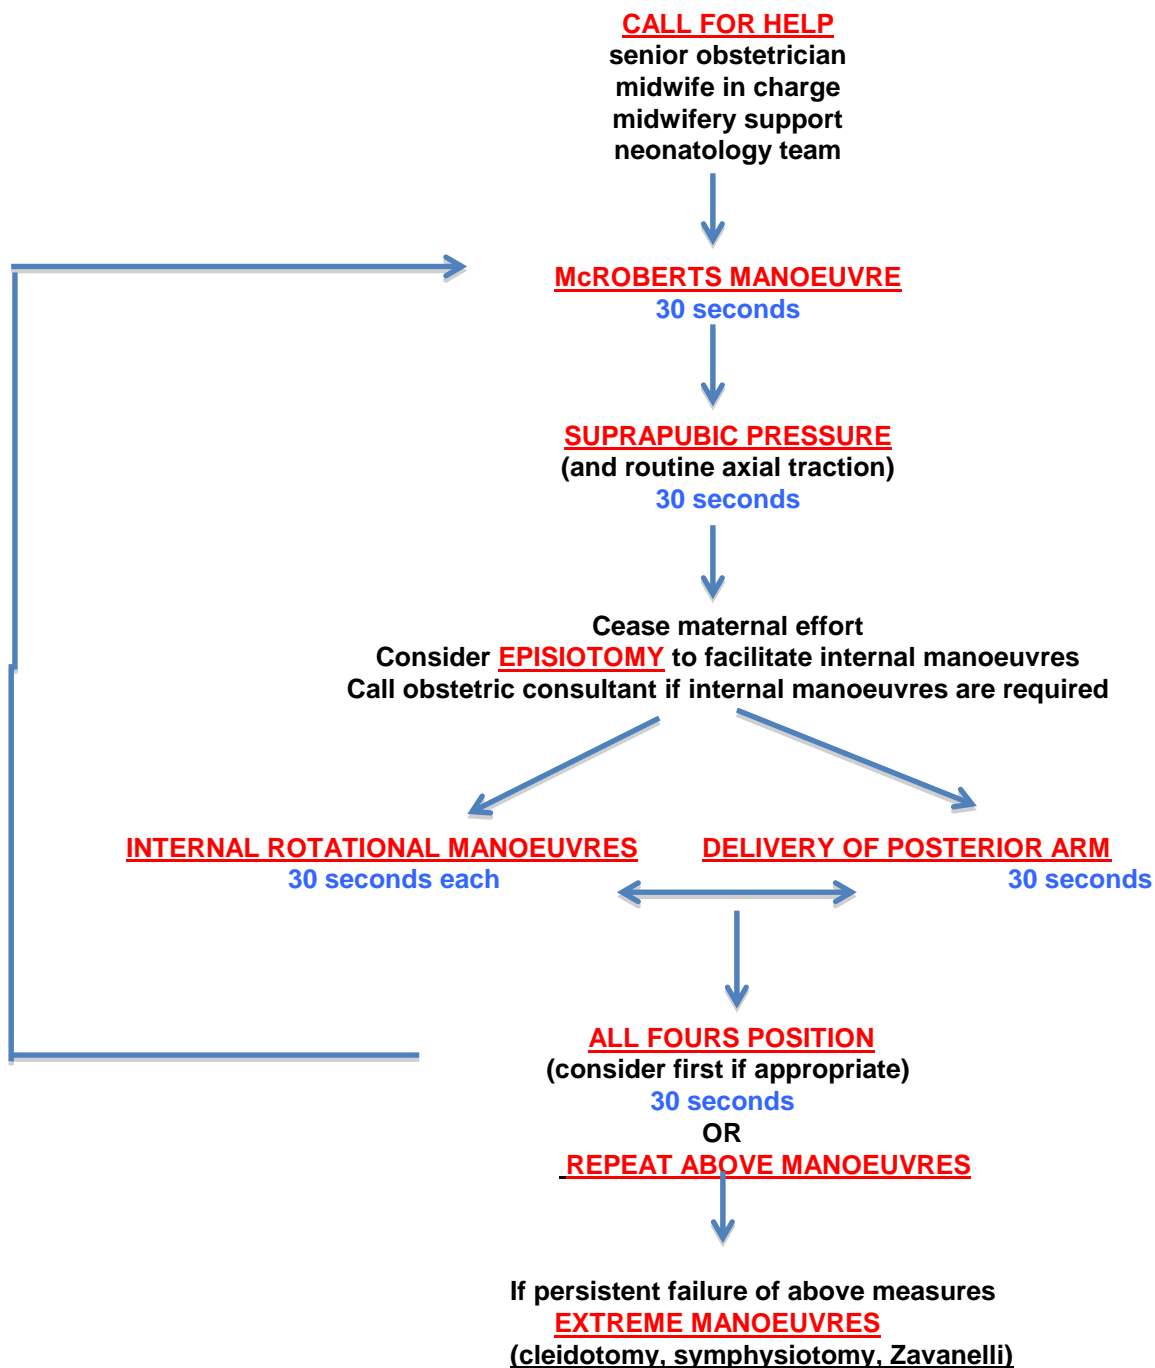 CALL FOR HELP
senior obstetrician
midwife in charge
midwifery support
neonatology team
McROBERTS MANOEUVRE
30 seconds
SUPRAPUBIC PRESSURE
(and routine axial traction)
30 seconds
Cease maternal effort
Consider EPISIOTOMY to facilitate internal manoeuvres
Call obstetric consultant if internal manoeuvres are required
INTERNAL ROTATIONAL MANOEUVRES
30 seconds each
DELIVERY OF POSTERIOR ARM
30 seconds
ALL FOURS POSITION
(consider first if appropriate)
30 seconds
OR
REPEAT ABOVE MANOEUVRES
If persistent failure of above measures
EXTREME MANOEUVRES
(cleidotomy, symphysiotomy, Zavanelli)